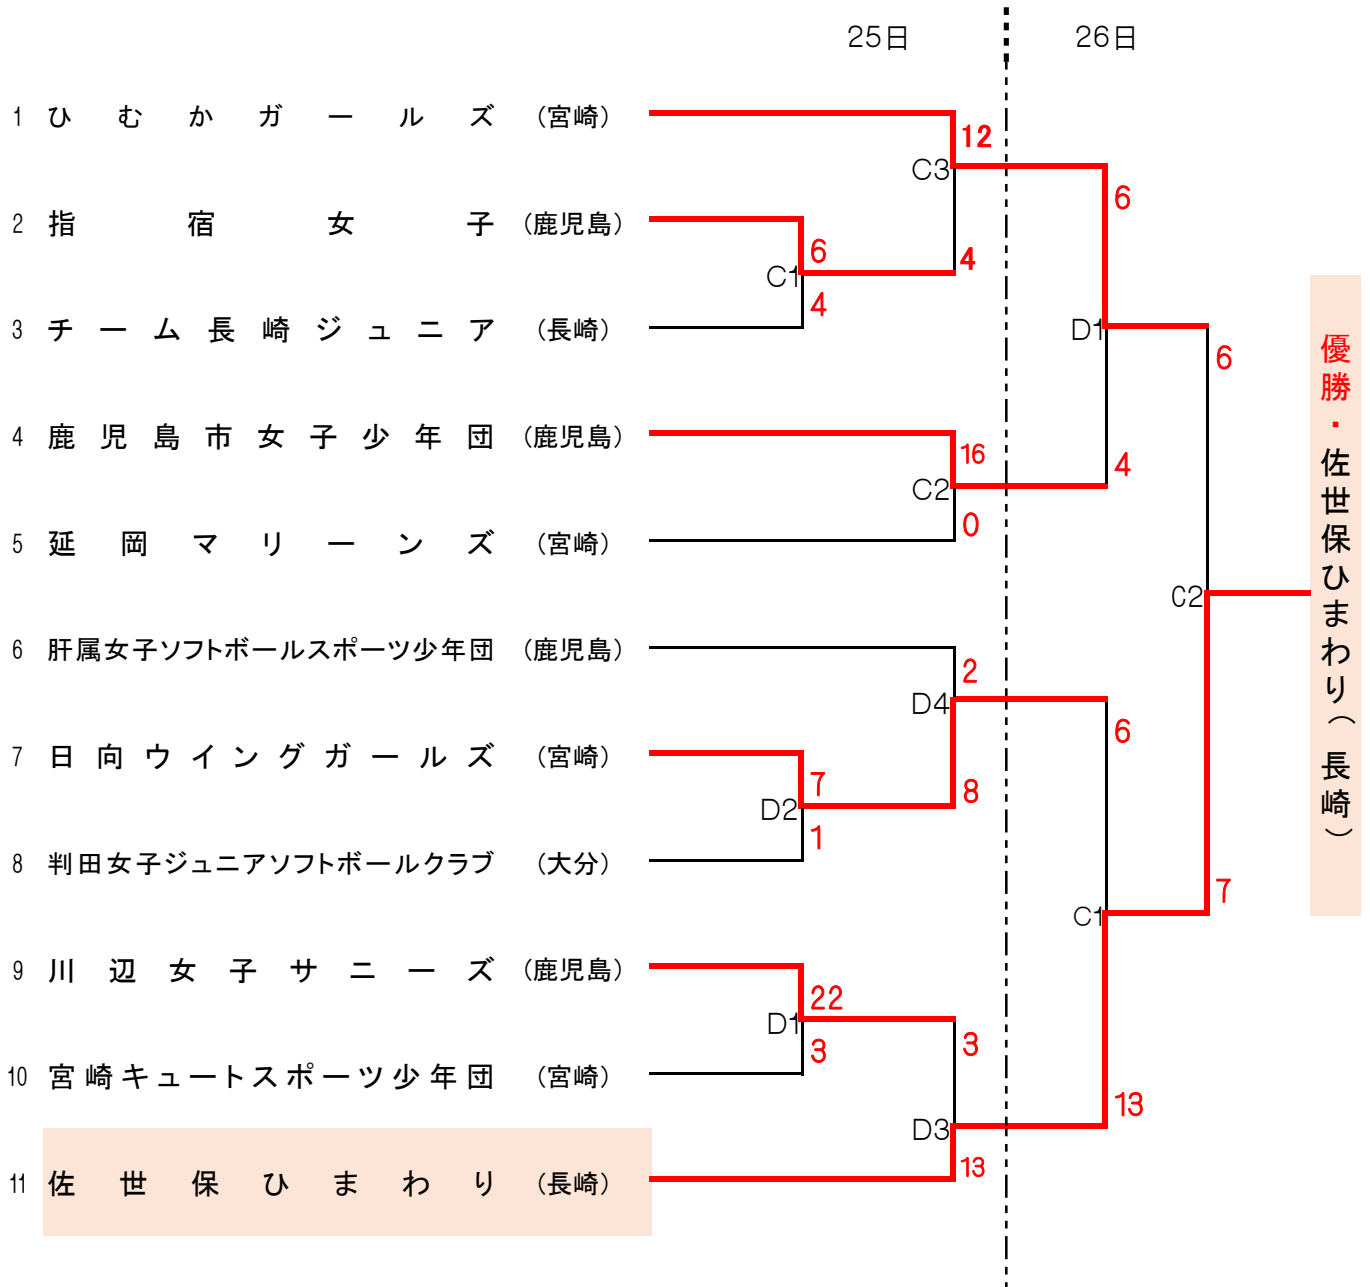 25日 26日
1 ひむかガールズ (宮崎)
12
C3
6
2 指宿女子 (鹿児島)
6
4
C1
4
3 チーム長崎ジュニア (長崎)
D1
6
4 鹿児島市女子少年団 (鹿児島)
16
4
C2
0
5 延岡マリーンズ (宮崎)
C2
6 肝属女子ソフトボールスポーツ少年団 (鹿児島)
2
D4
6
7 日向ウイングガールズ (宮崎)
7
8
D2
1
8 判田女子ジュニアソフトボールクラブ (大分)
7
C1
9 川辺女子サニーズ (鹿児島)
22
D1
3
3
10 宮崎キュートスポーツ少年団 (宮崎)
13
D3
13
11 佐世保ひまわり (長崎)
優勝・佐世保ひまわり(長崎)